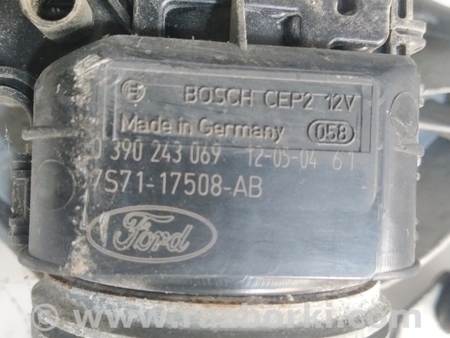 BOSCH CEP2 12V
Made in Germany 058
0 390 243 069 12-05-04 61
7S71-17508-AB
Ford